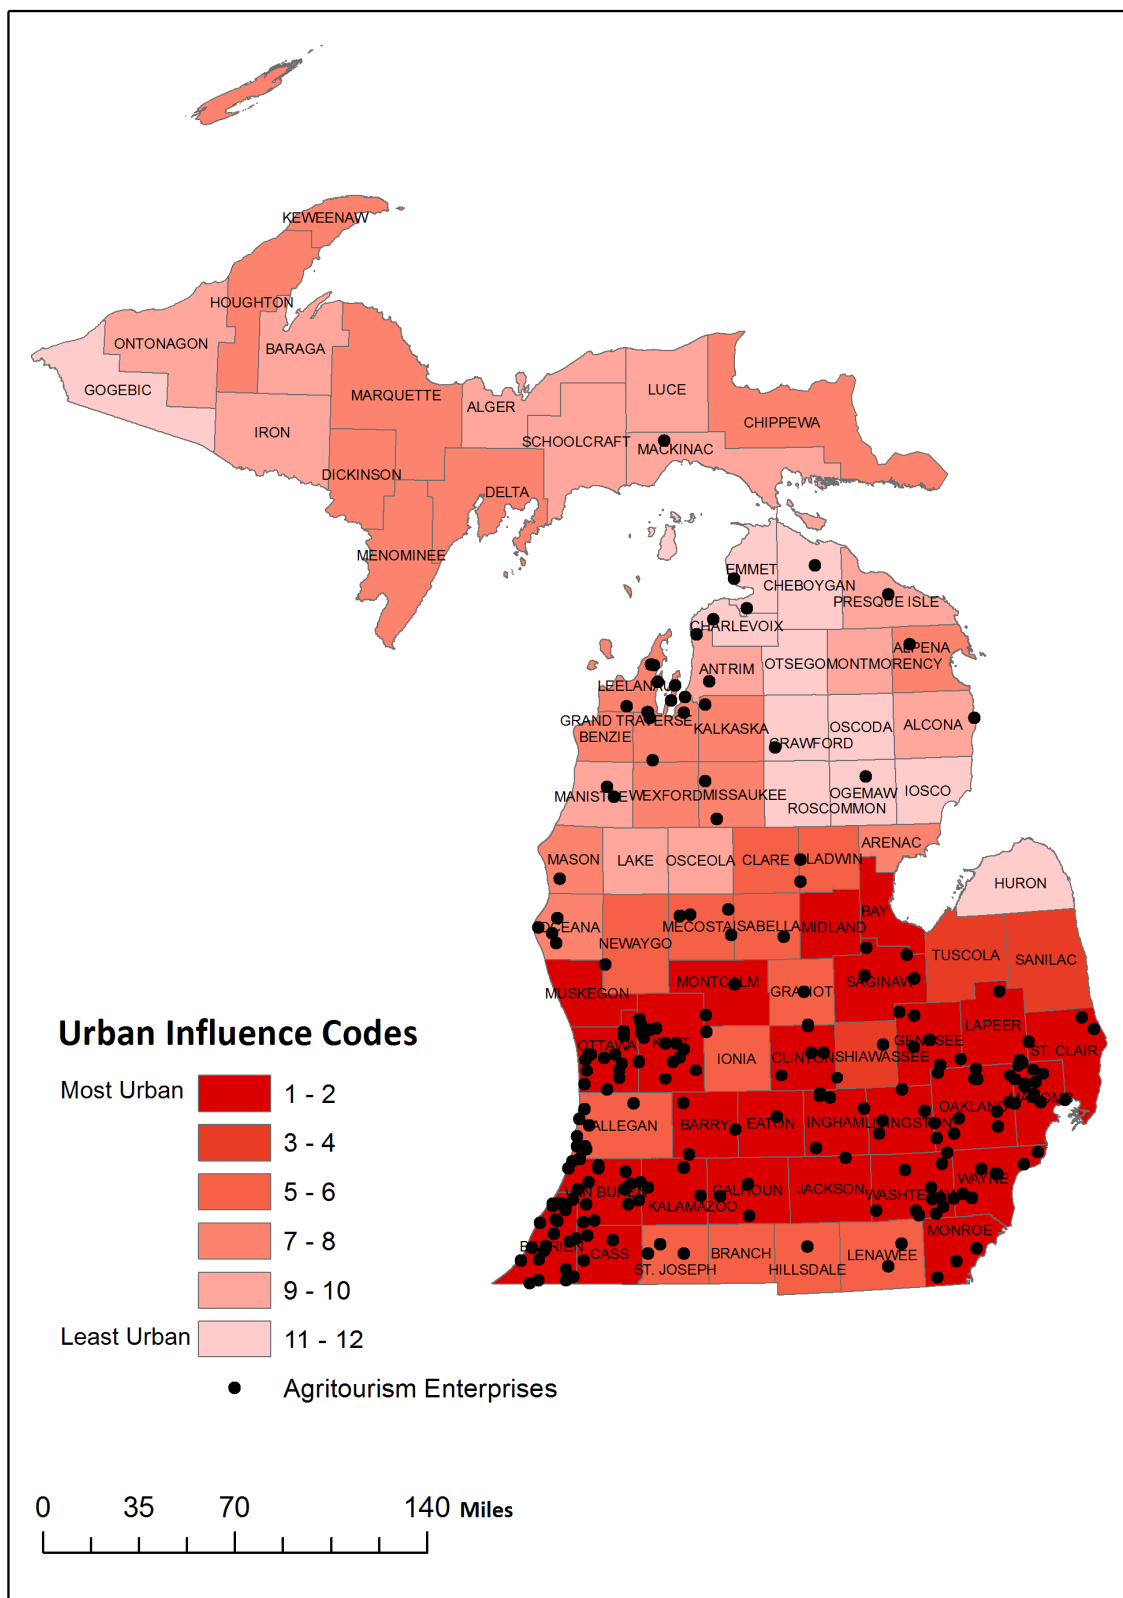 KEWEENAW
HOUGHTON
ONTONAGON
BARAGA
GOGEBIC
MARQUETTE
LUCE
ALGER
CHIPPEWA
IRON
SCHOOLCRAFT
MACKINAC
DICKINSON
DELTA
MENOMINEE
EMMET
CHEBOYGAN
PRESQUE ISLE
CHARLEVOIX
ALPENA
ANTRIM
OTSEGO
MONTMORENCY
LEELANAU
GRAND TRAVERSE
KALKASKA
OSCODA
ALCONA
BENZIE
CRAWFORD
MANISTEE
WEXFORD
MISSAUKEE
OGEMAW
IOSCO
ROSCOMMON
ARENAC
MASON
LAKE
OSCEOLA
CLARE
GLADWIN
HURON
BAY
OCEANA
MECOSTA
ISABELLA
MIDLAND
NEWAYGO
TUSCOLA
SANILAC
MONTCALM
SAGINAW
MUSKEGON
GRATIOT
LAPEER
Urban Influence Codes
OTTAWA
KENT
GENESEE
ST. CLAIR
IONIA
CLINTON
SHIAWASSEE
Most Urban
1 - 2
OAKLAND
MACOMB
ALLEGAN
BARRY
EATON
INGHAM
LIVINGSTON
3 - 4
WAYNE
5 - 6
VAN BUREN
CALHOUN
JACKSON
WASHTENAW
KALAMAZOO
MONROE
7 - 8
BERRIEN
CASS
BRANCH
LENAWEE
ST. JOSEPH
HILLSDALE
9 - 10
Least Urban
11 - 12
Agritourism Enterprises
0 35 70 140 Miles